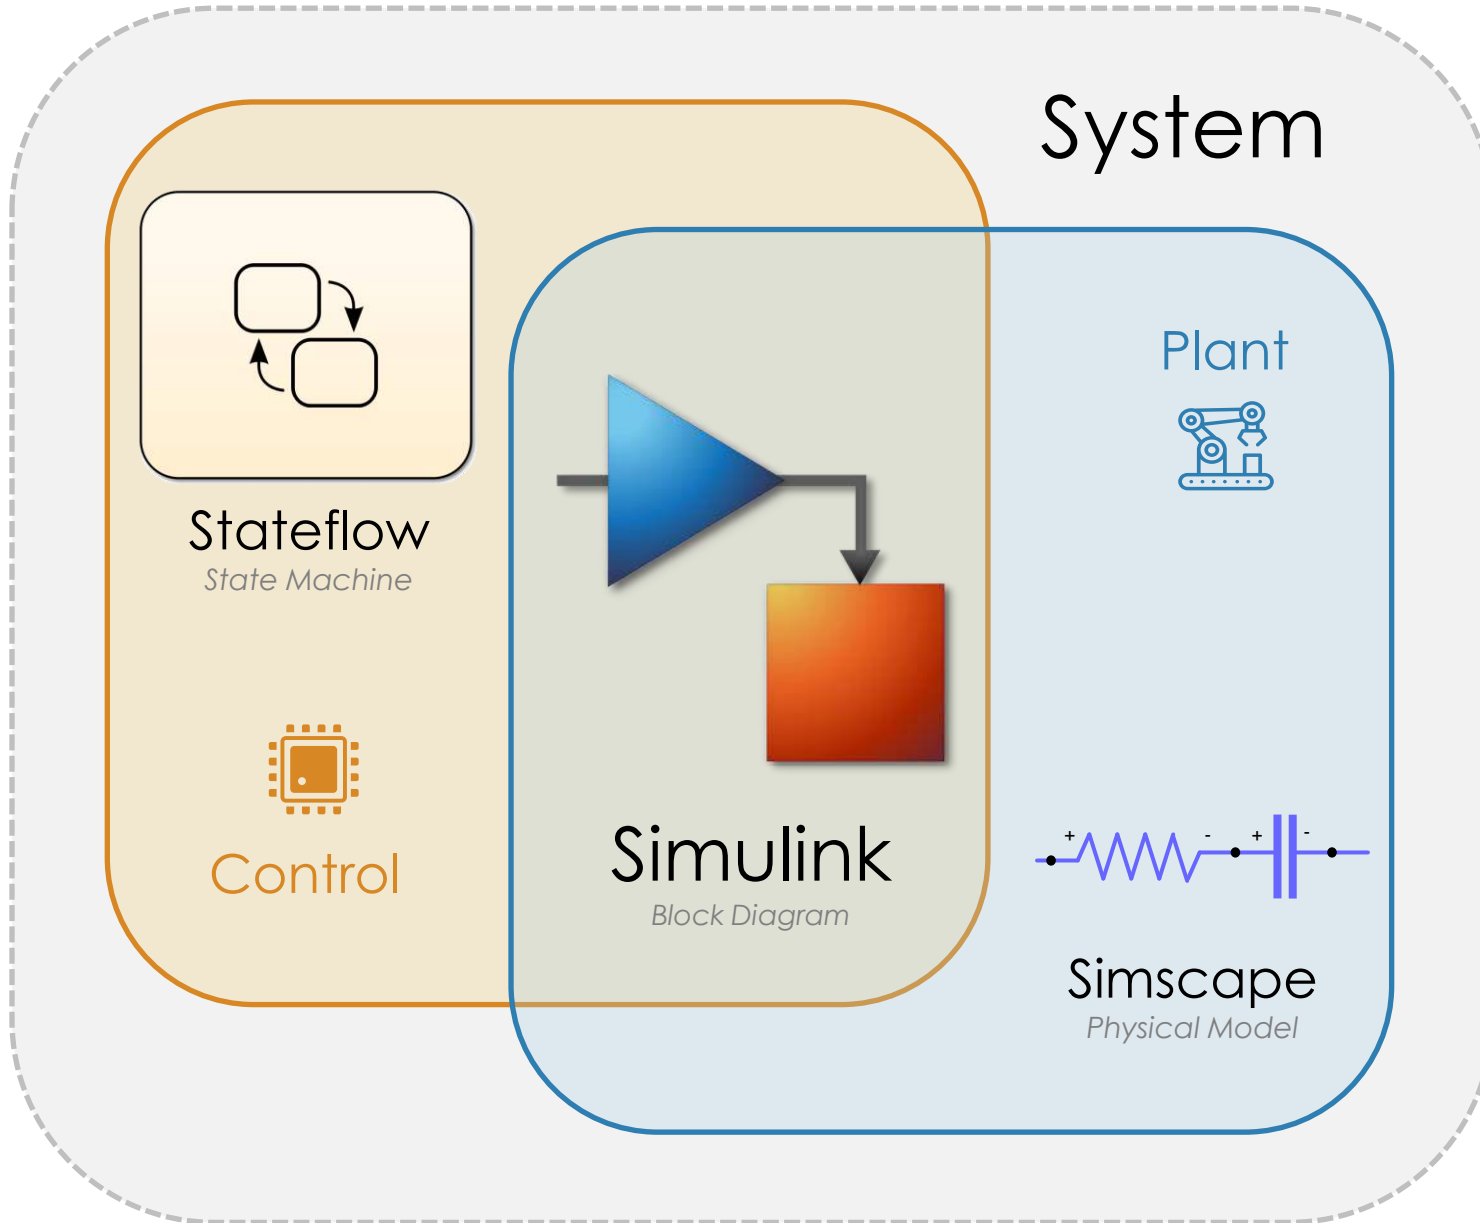 System
Plant
Stateflow
State Machine
Control
Simulink
Block Diagram
+ - + -
Simscape
Physical Model